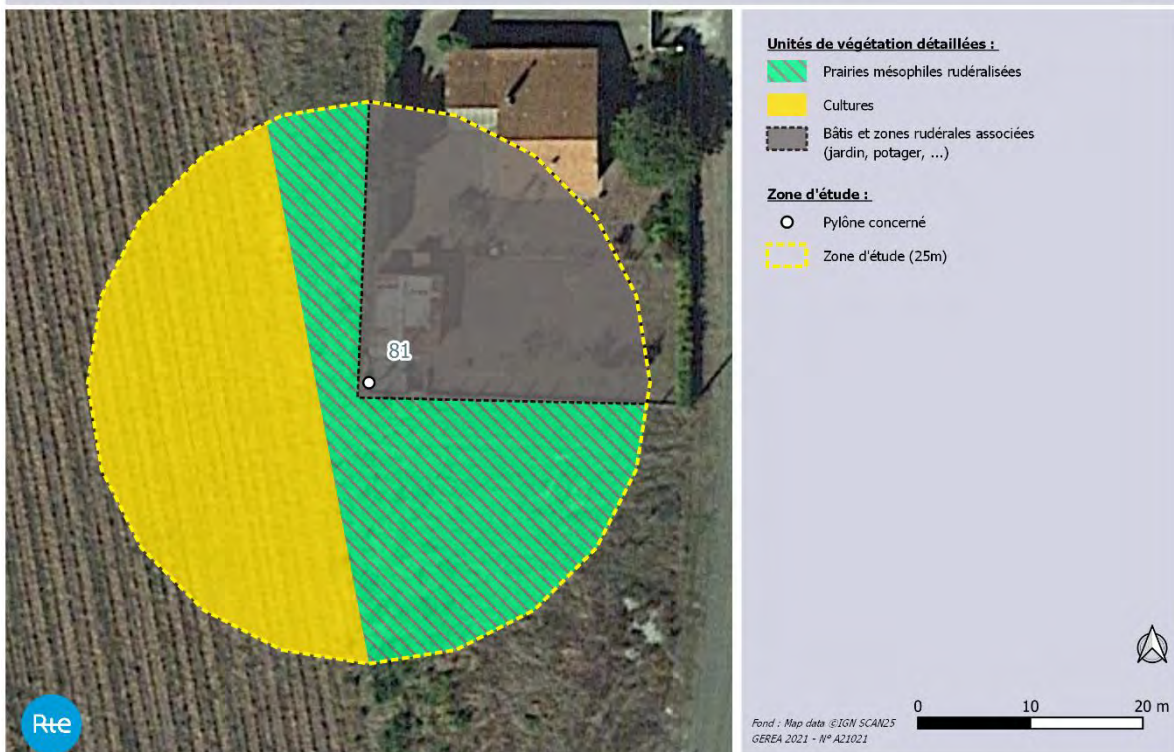 Unités de végétation détaillées :
Prairies mésophiles rudéralisées
Cultures
Bâtis et zones rudérales associées
(jardin, potager, ...)
Zone d'étude :
Pylône concerné
Zone d'étude (25m)
81
Rte
Fond : Map data ©IGN SCAN25
GEREA 2021 - N° A21021
0 10 20 m